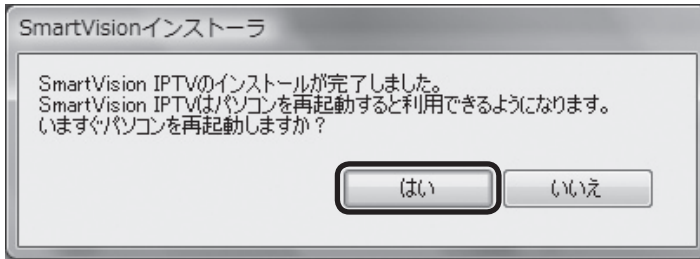 SmartVisionインストーラ
SmartVision IPTVのインストールが完了しました。
SmartVision IPTVはパソコンを再起動すると利用できるようになります。
いますぐパソコンを再起動しますか？
はい
いいえ